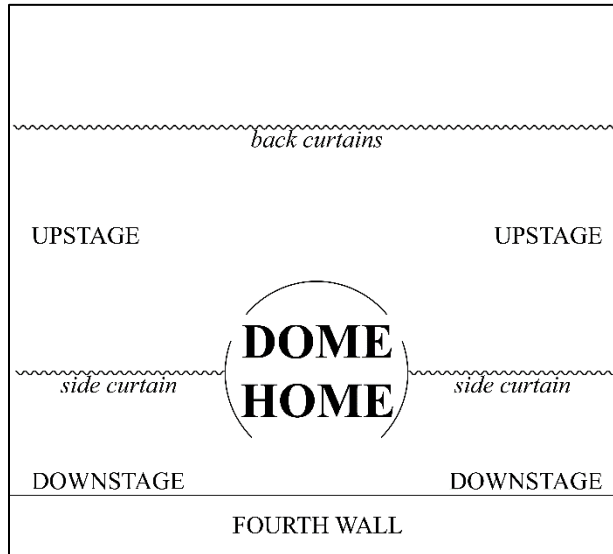 back curtains
UPSTAGE UPSTAGE
DOME
HOME
side curtain side curtain
DOWNSTAGE DOWNSTAGE
FOURTH WALL